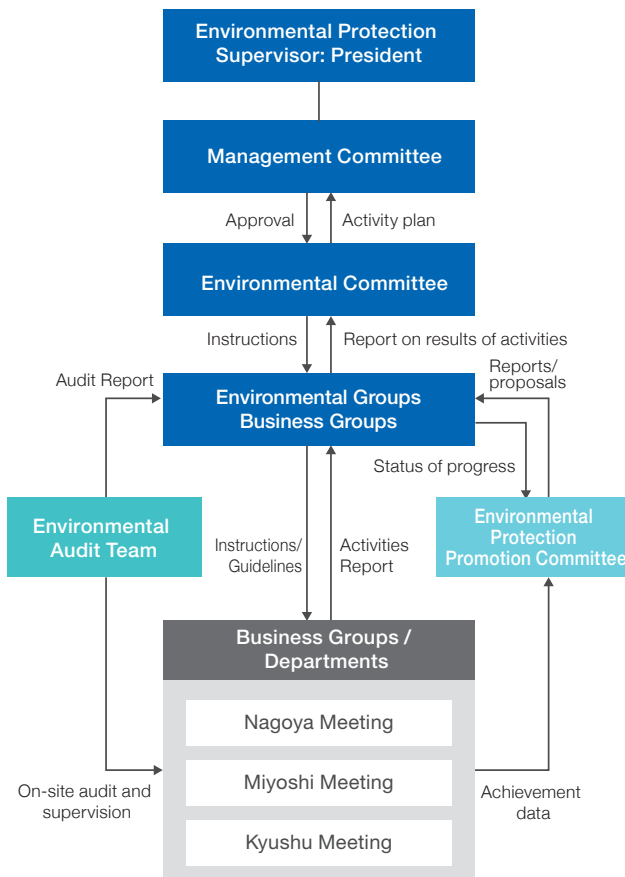 Environmental Protection
Supervisor: President
Management Committee
Approval
Activity plan
Environmental Committee
Instructions
Report on results of activities
Audit Report
Reports/
proposals
Environmental Groups
Business Groups
Status of progress
Environmental
Audit Team
Instructions/
Guidelines
Activities
Report
Environmental
Protection
Promotion Committee
Business Groups /
Departments
Nagoya Meeting
Miyoshi Meeting
Kyushu Meeting
On-site audit and
supervision
Achievement
data